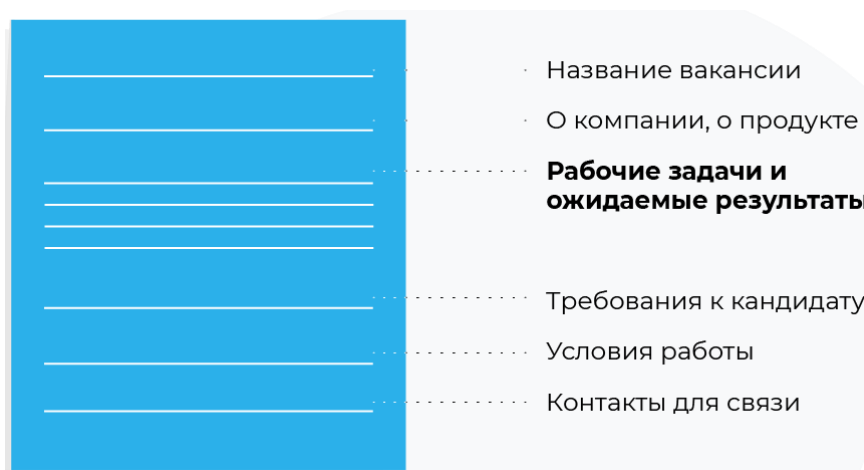 Название вакансии
О компании, о продукте
Рабочие задачи и
ожидаемые результаты
Требования к кандидату
Условия работы
Контакты для связи